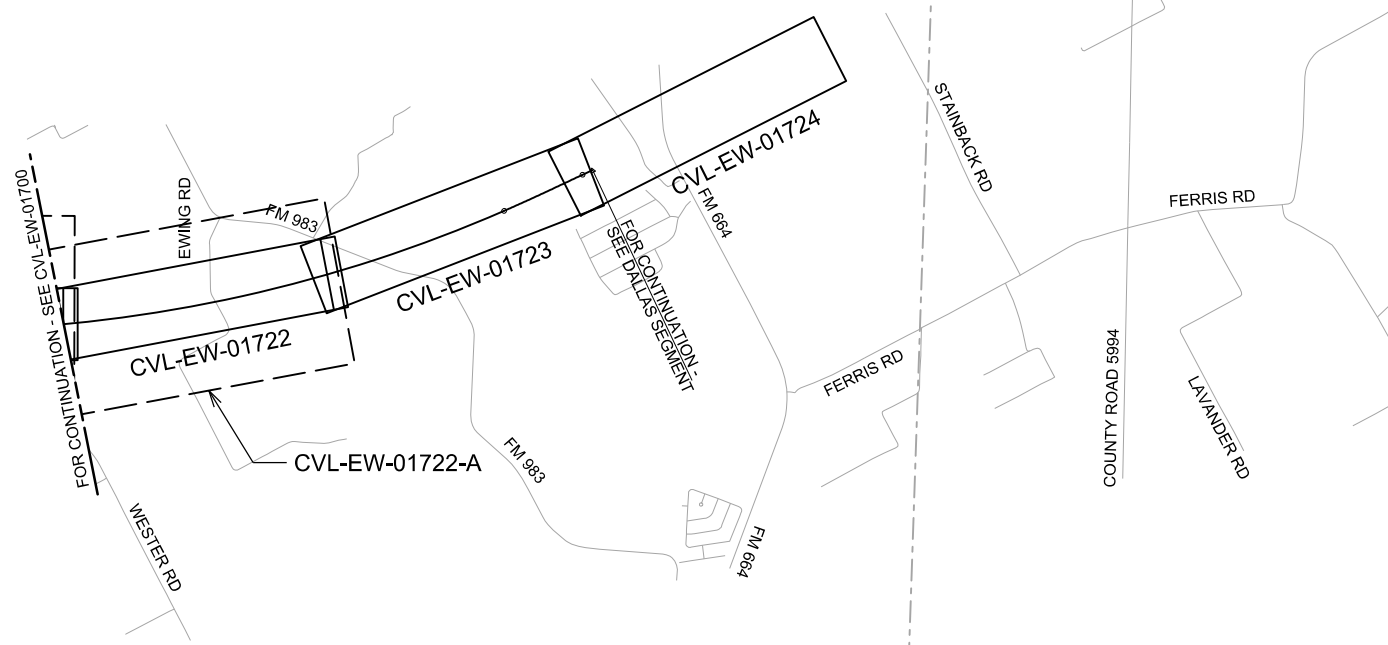 FOR CONTINUATION - SEE CVL-EW-01700
EWING RD
FM 983
CVL-EW-01722
CVL-EW-01723
CVL-EW-01724
FM 664
FOR CONTINUATION -
SEE DALLAS SEGMENT
STAINBACK RD
FERRIS RD
FERRIS RD
COUNTY ROAD 5994
LAVANDER RD
CVL-EW-01722-A
FM 983
WESTER RD
FM 664